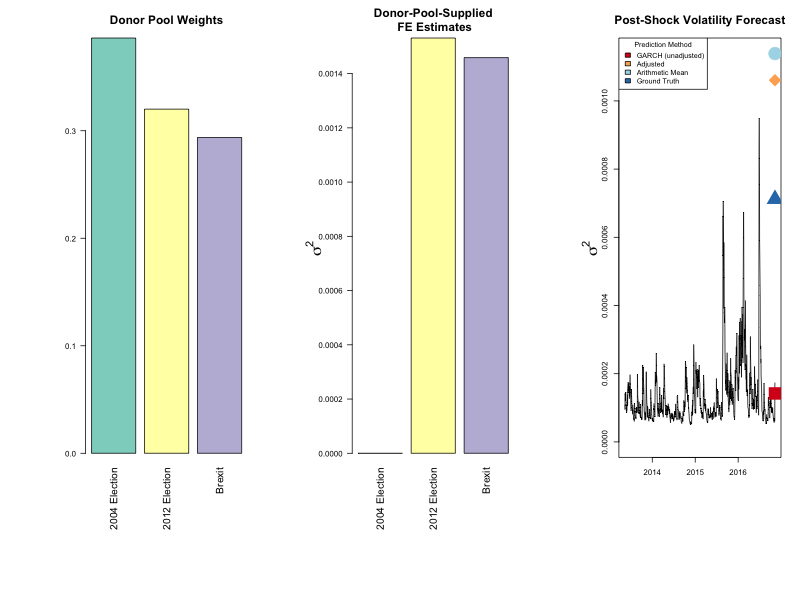 Donor Pool Weights
0.3
0.2
0.1
0.0
2004 Election
2012 Election
Brexit
Donor-Pool-Supplied
FE Estimates
σ2
0.0014
0.0012
0.0010
0.0008
0.0006
0.0004
0.0002
0.0000
2004 Election
2012 Election
Brexit
Post-Shock Volatility Forecast
Prediction Method
GARCH (unadjusted)
Adjusted
Arithmetic Mean
Ground Truth
σ2
0.0010
0.0008
0.0006
0.0004
0.0002
0.0000
2014
2015
2016